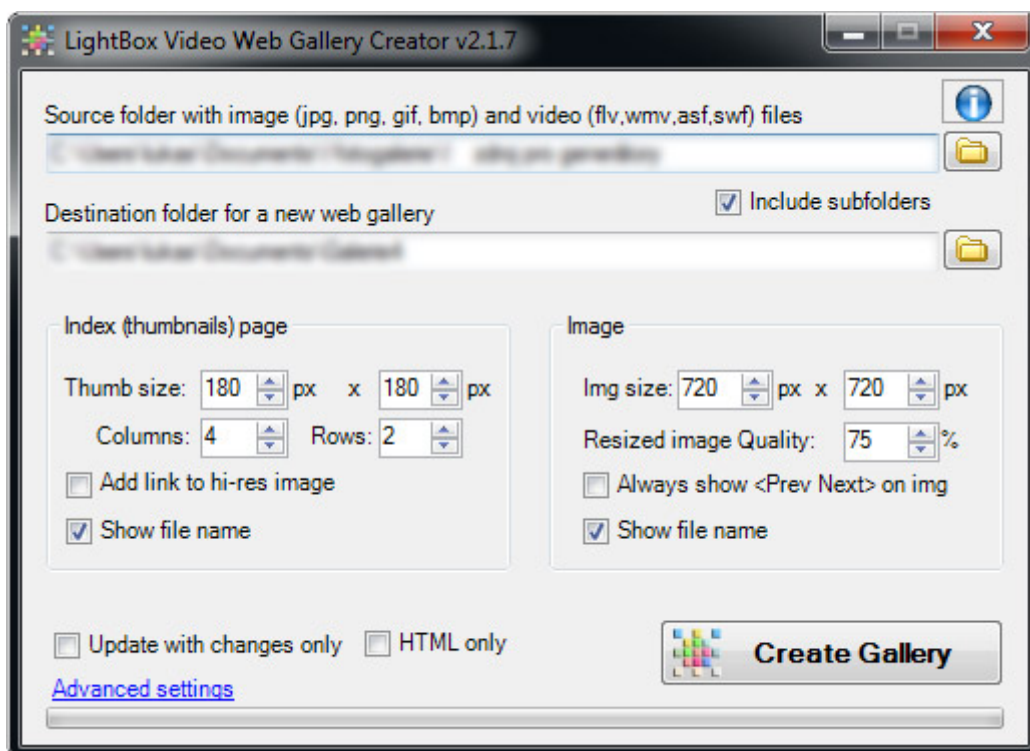 LightBox Video Web Gallery Creator v2.1.7
Source folder with image (jpg, png, gif, bmp) and video (flv,wmv,asf,swf) files
Include subfolders
Destination folder for a new web gallery
Index (thumbnails) page
Thumb size: 180 px x 180 px
Columns: 4 Rows: 2
Add link to hi-res image
Show file name
Image
Img size: 720 px x 720 px
Resized image Quality: 75 %
Always show <Prev Next> on img
Show file name
Update with changes only HTML only
Create Gallery
Advanced settings